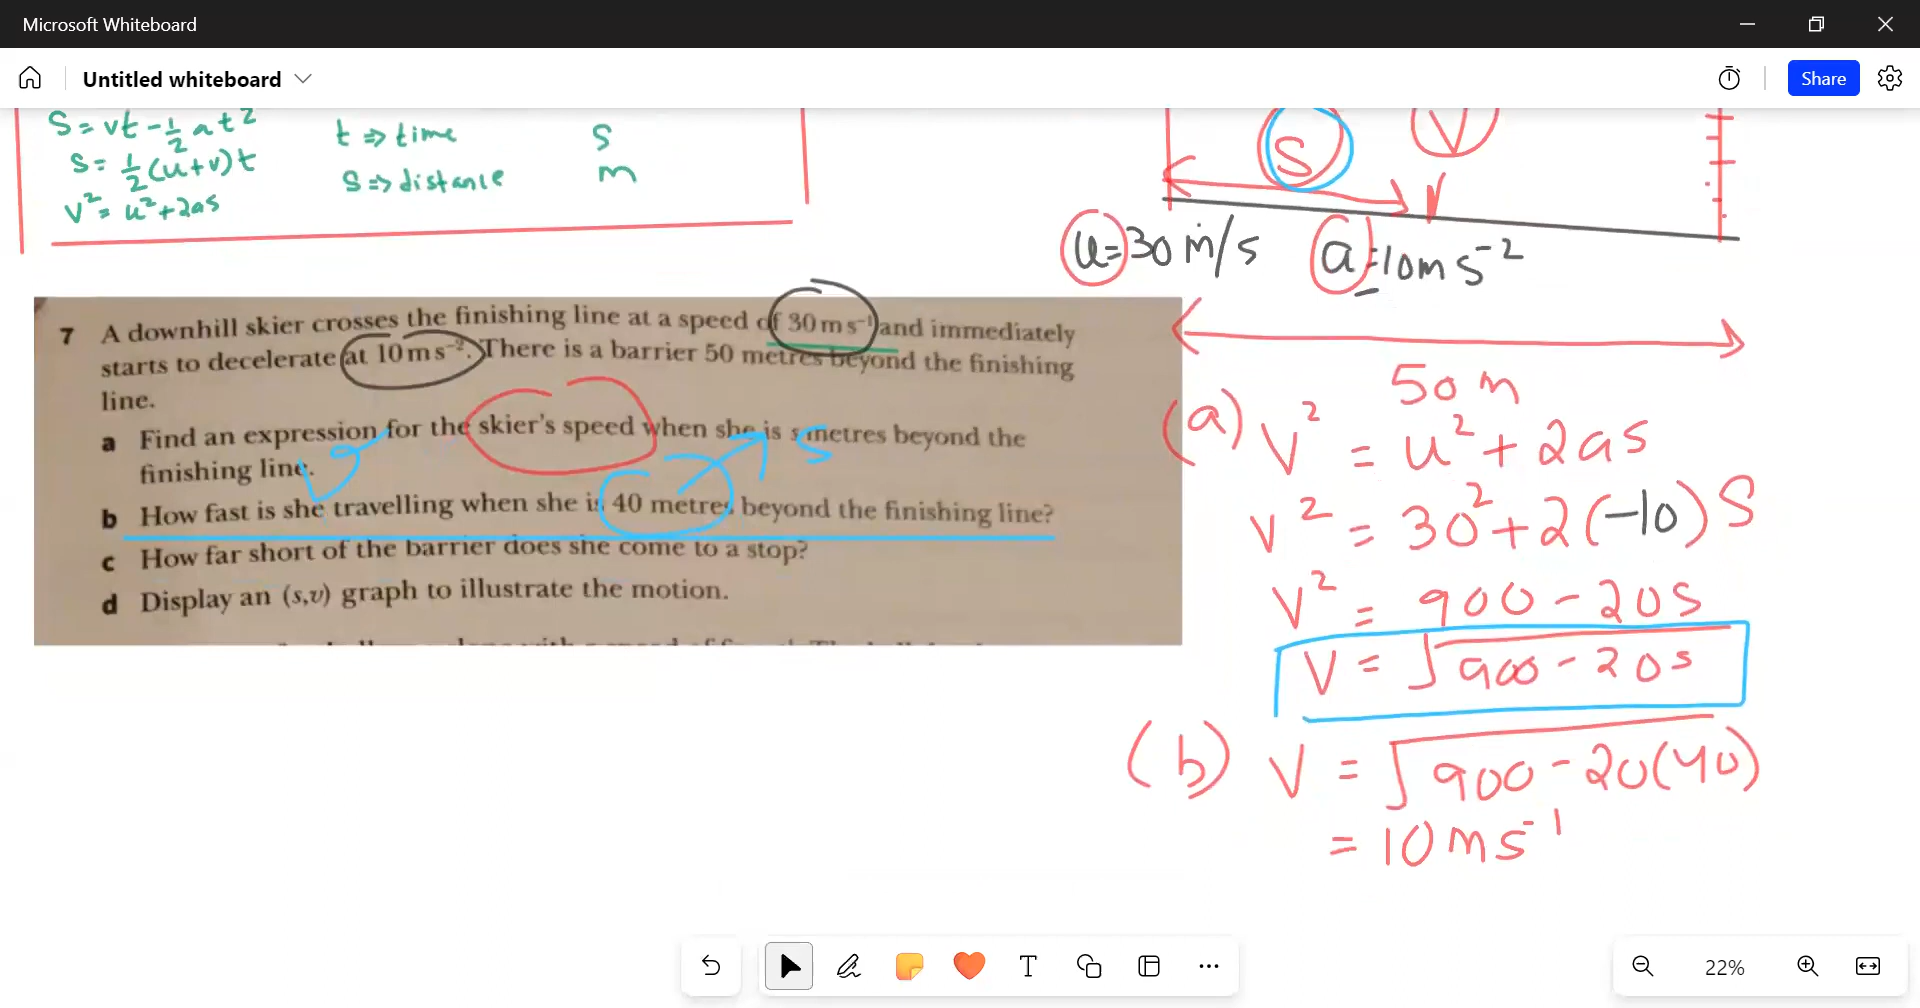 Microsoft Whiteboard
Untitled whiteboard
Share
S = vt - 1/2 at²
S = 1/2 (u+v)t
v² = u² + 2as
t ⇒ time s
S ⇒ distance m
S
V
u = 30 m/s a = 10ms⁻²
50 m
7 A downhill skier crosses the finishing line at a speed of 30 m s⁻¹ and immediately
starts to decelerate at 10 m s⁻². There is a barrier 50 metres beyond the finishing
line.
a Find an expression for the skier's speed when she is s metres beyond the
finishing line.
b How fast is she travelling when she is 40 metres beyond the finishing line?
c How far short of the barrier does she come to a stop?
d Display an (s,v) graph to illustrate the motion.
S
(a) V² = u² + 2as
V² = 30² + 2(-10)S
V² = 900 - 20S
V = √900 - 20s
(b) V = √900 - 20(40)
= 10ms⁻¹
22%